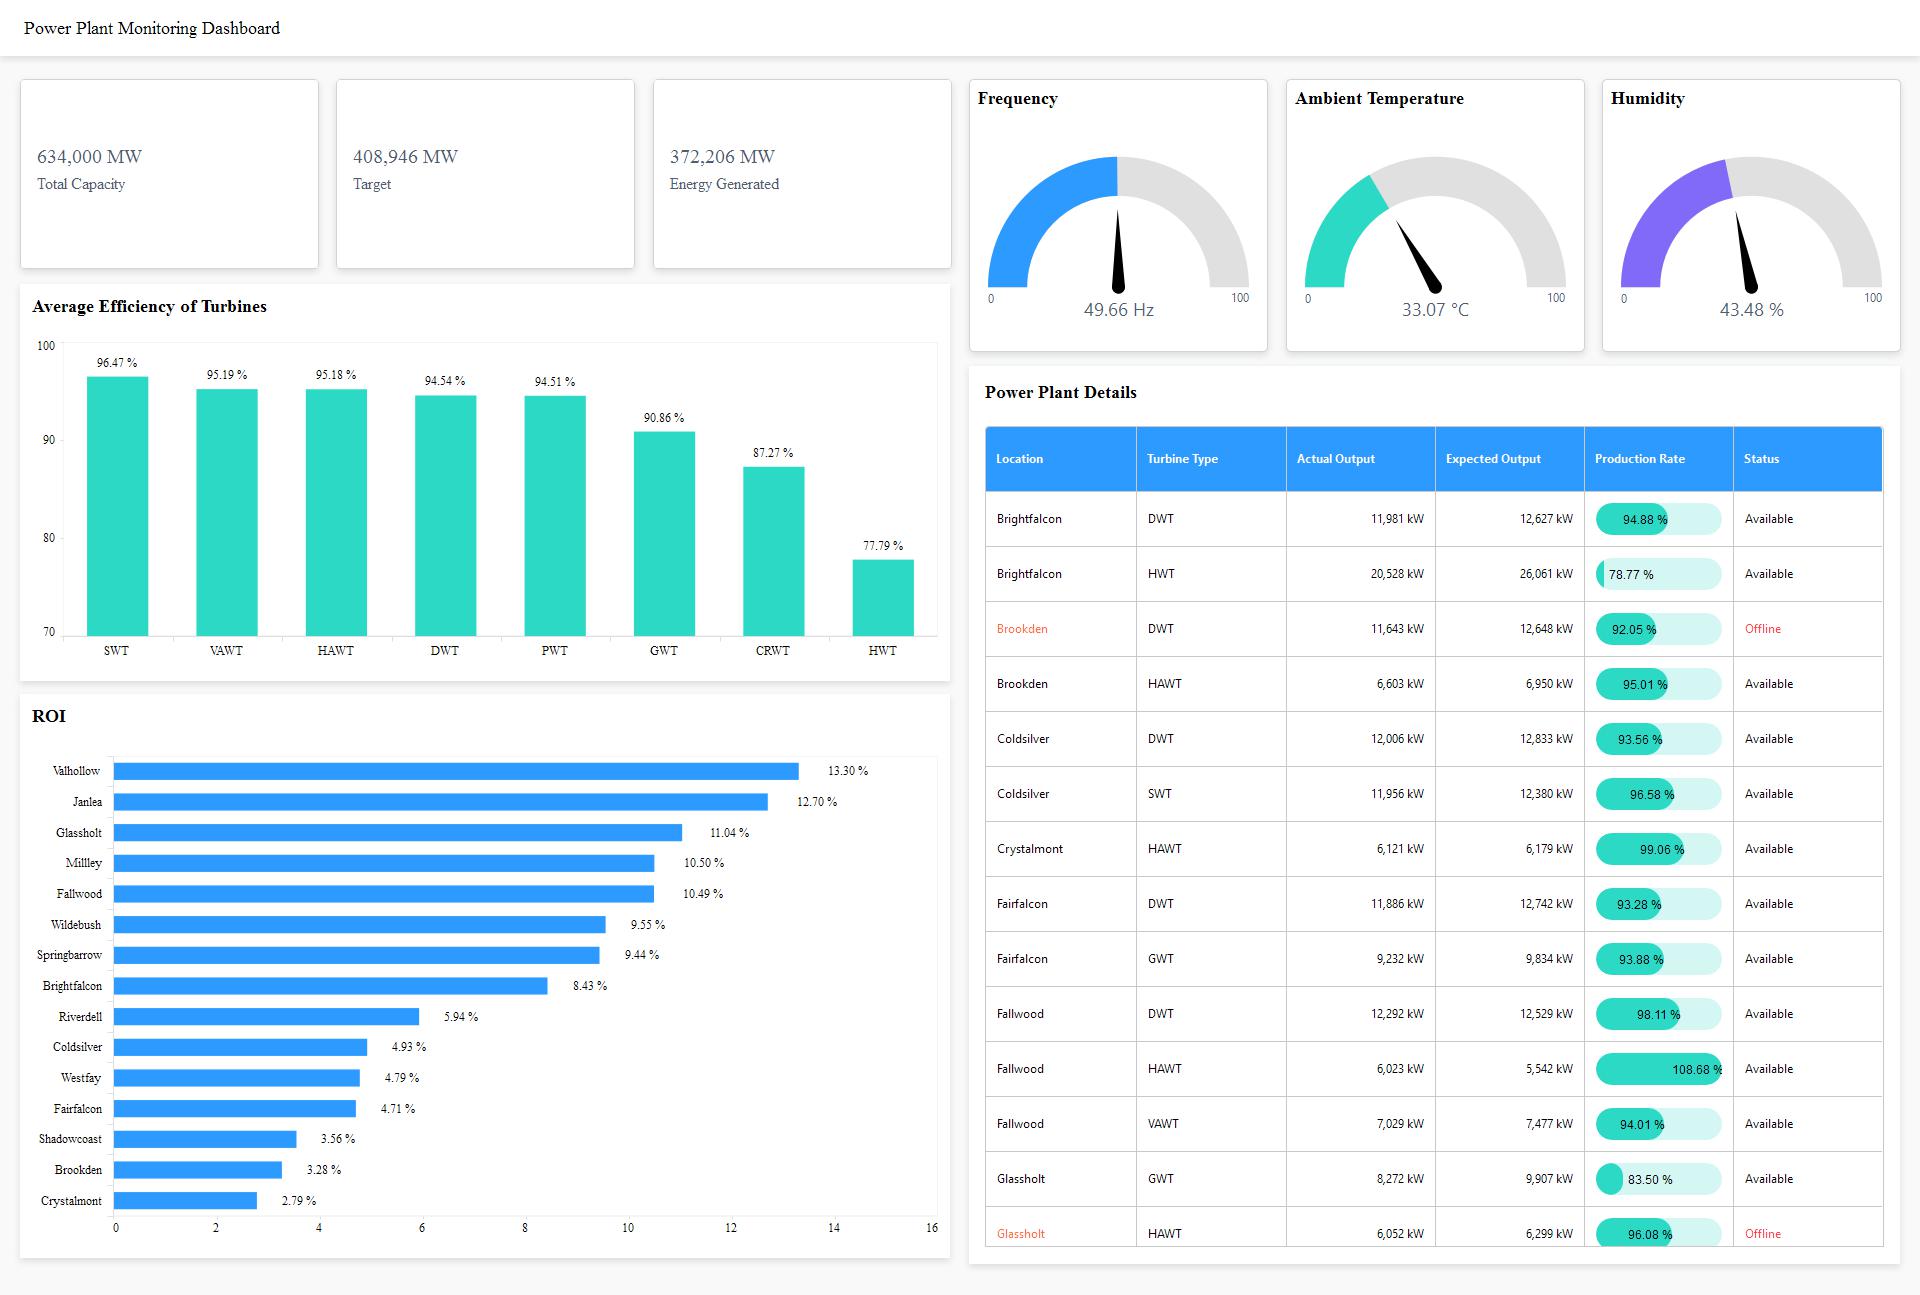 Power Plant Monitoring Dashboard
634,000 MW
Total Capacity
408,946 MW
Target
372,206 MW
Energy Generated
Frequency
0
100
49.66 Hz
Ambient Temperature
0
100
33.07 °C
Humidity
0
100
43.48 %
Average Efficiency of Turbines
100
90
80
70
96.47 %
95.19 %
95.18 %
94.54 %
94.51 %
90.86 %
87.27 %
77.79 %
SWT VAWT HAWT DWT PWT GWT CRWT HWT
ROI
Valhollow 13.30 %
Janlea 12.70 %
Glassholt 11.04 %
Millley 10.50 %
Fallwood 10.49 %
Wildebush 9.55 %
Springbarrow 9.44 %
Brightfalcon 8.43 %
Riverdell 5.94 %
Coldsilver 4.93 %
Westfay 4.79 %
Fairfalcon 4.71 %
Shadowcoast 3.56 %
Brookden 3.28 %
Crystalmont 2.79 %
0 2 4 6 8 10 12 14 16
Power Plant Details
Location Turbine Type Actual Output Expected Output Production Rate Status
Brightfalcon DWT 11,981 kW 12,627 kW 94.88 % Available
Brightfalcon HWT 20,528 kW 26,061 kW 78.77 % Available
Brookden DWT 11,643 kW 12,648 kW 92.05 % Offline
Brookden HAWT 6,603 kW 6,950 kW 95.01 % Available
Coldsilver DWT 12,006 kW 12,833 kW 93.56 % Available
Coldsilver SWT 11,956 kW 12,380 kW 96.58 % Available
Crystalmont HAWT 6,121 kW 6,179 kW 99.06 % Available
Fairfalcon DWT 11,886 kW 12,742 kW 93.28 % Available
Fairfalcon GWT 9,232 kW 9,834 kW 93.88 % Available
Fallwood DWT 12,292 kW 12,529 kW 98.11 % Available
Fallwood HAWT 6,023 kW 5,542 kW 108.68 % Available
Fallwood VAWT 7,029 kW 7,477 kW 94.01 % Available
Glassholt GWT 8,272 kW 9,907 kW 83.50 % Available
Glassholt HAWT 6,052 kW 6,299 kW 96.08 % Offline